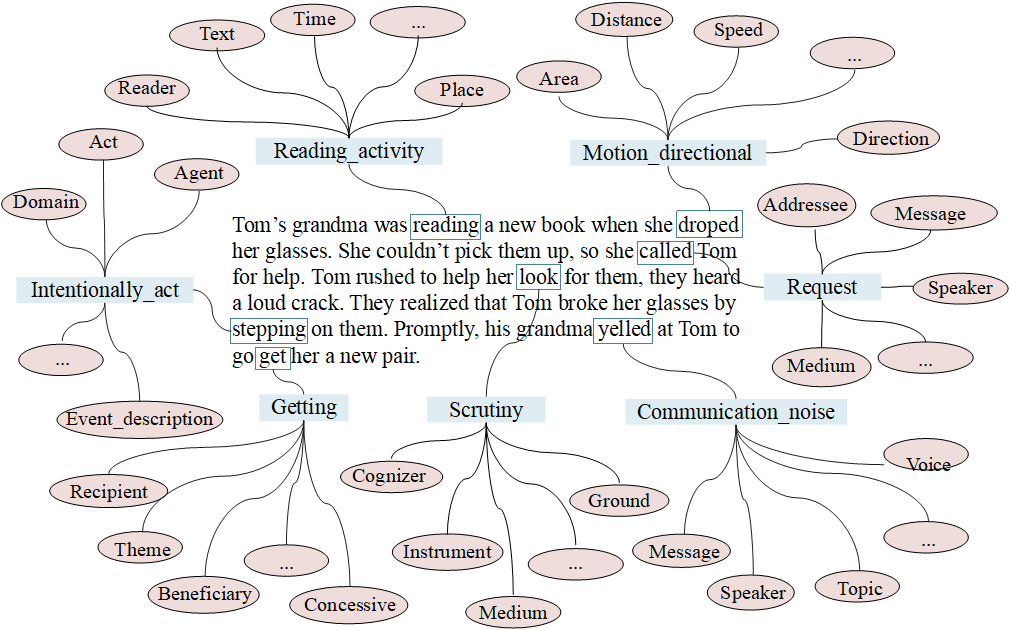 Time
Distance
Text
...
Speed
...
Area
Reader
Place
Act
Direction
Reading_activity
Motion_directional
Agent
Domain
Addressee
Message
Tom's grandma was reading a new book when she droped
her glasses. She couldn't pick them up, so she called Tom
for help. Tom rushed to help her look for them, they heard
a loud crack. They realized that Tom broke her glasses by
stepping on them. Promptly, his grandma yelled at Tom to
go get her a new pair.
Intentionally_act
Request
Speaker
...
Medium
...
Event_description
Getting
Scrutiny
Communication_noise
Recipient
Cognizer
Voice
Ground
Theme
...
Instrument
...
Message
...
Beneficiary
Concessive
Medium
Speaker
Topic